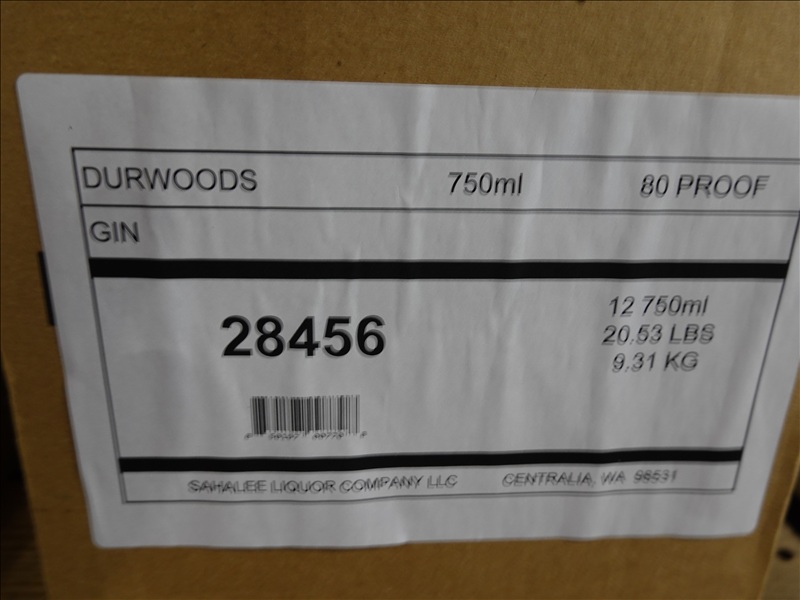 DURWOODS 750ml 80 PROOF
GIN
28456
12 750ml
20.53 LBS
9.31 KG
SAHALEE LIQUOR COMPANY LLC CENTRALIA, WA 98531